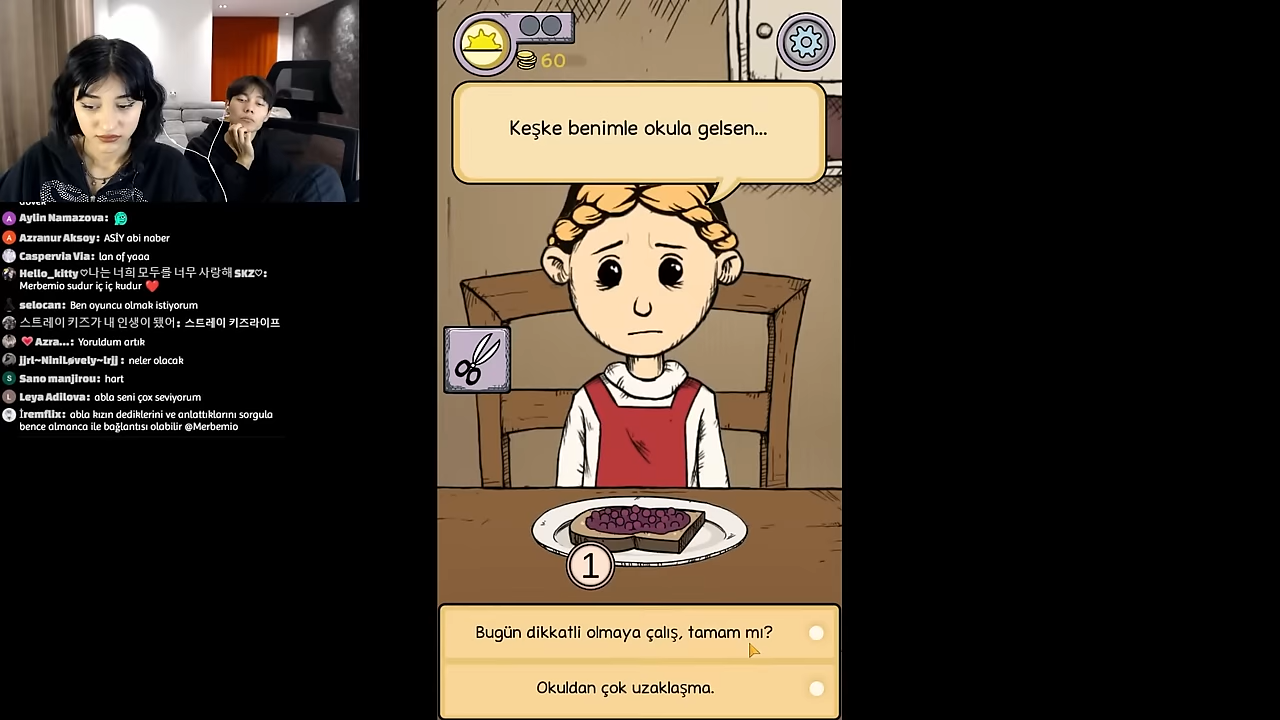 60
Keşke benimle okula gelsen...
Aylin Namazova:
Azranur Aksoy: ASİY abi naber
Caspervia Via: lan of yaaa
Hello_kitty♡나는 너희 모두를 너무 사랑해 SKZ♡:
Merbemio sudur iç iç kudur ❤️
selocan: Ben oyuncu olmak istiyorum
스트레이 키즈가 내 인생이 됐어: 스트레이 키즈라이프
❤️ Azra...: Yoruldum artık
jjrl~NiniLøvely~lrjj : neler olacak
S Sano manjirou: hart
L Leya Adilova: abla seni çox seviyorum
İremflix: abla kızın dediklerini ve anlattıklarını sorgula
bence almanca ile bağlantısı olabilir @Merbemio
1
Bugün dikkatli olmaya çalış, tamam mı?
Okuldan çok uzaklaşma.